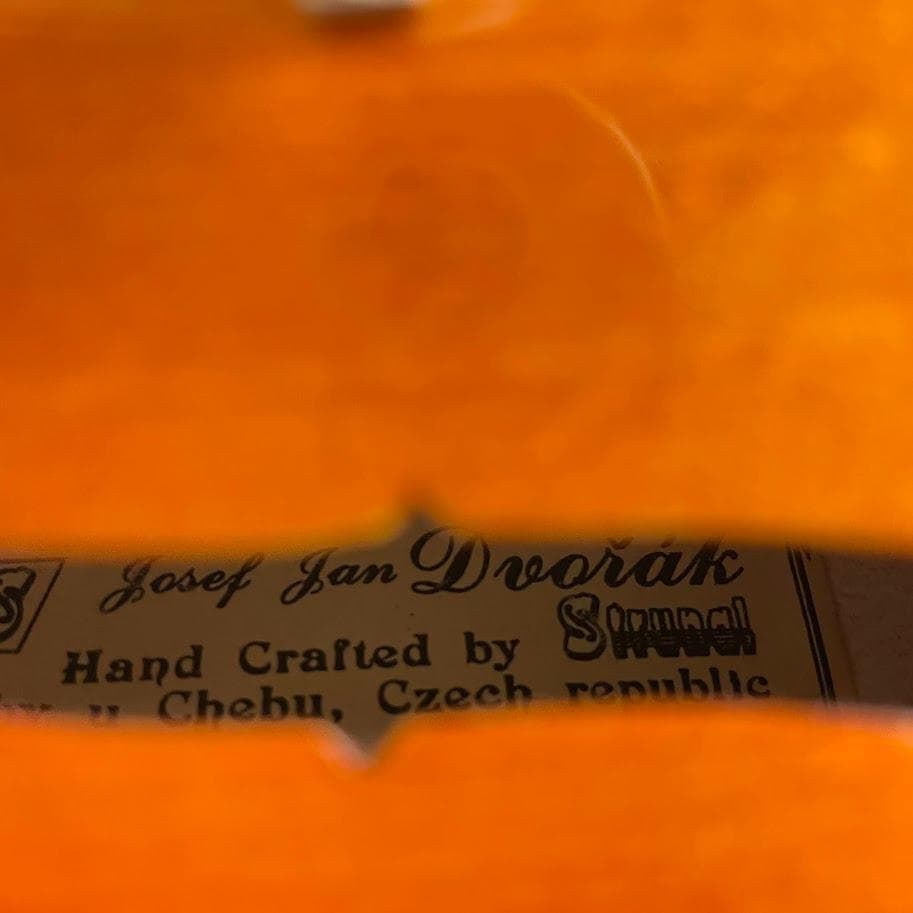 S
Josef Jan Dvořák
Hand Crafted by Strunal
u Chebu, Czech republic